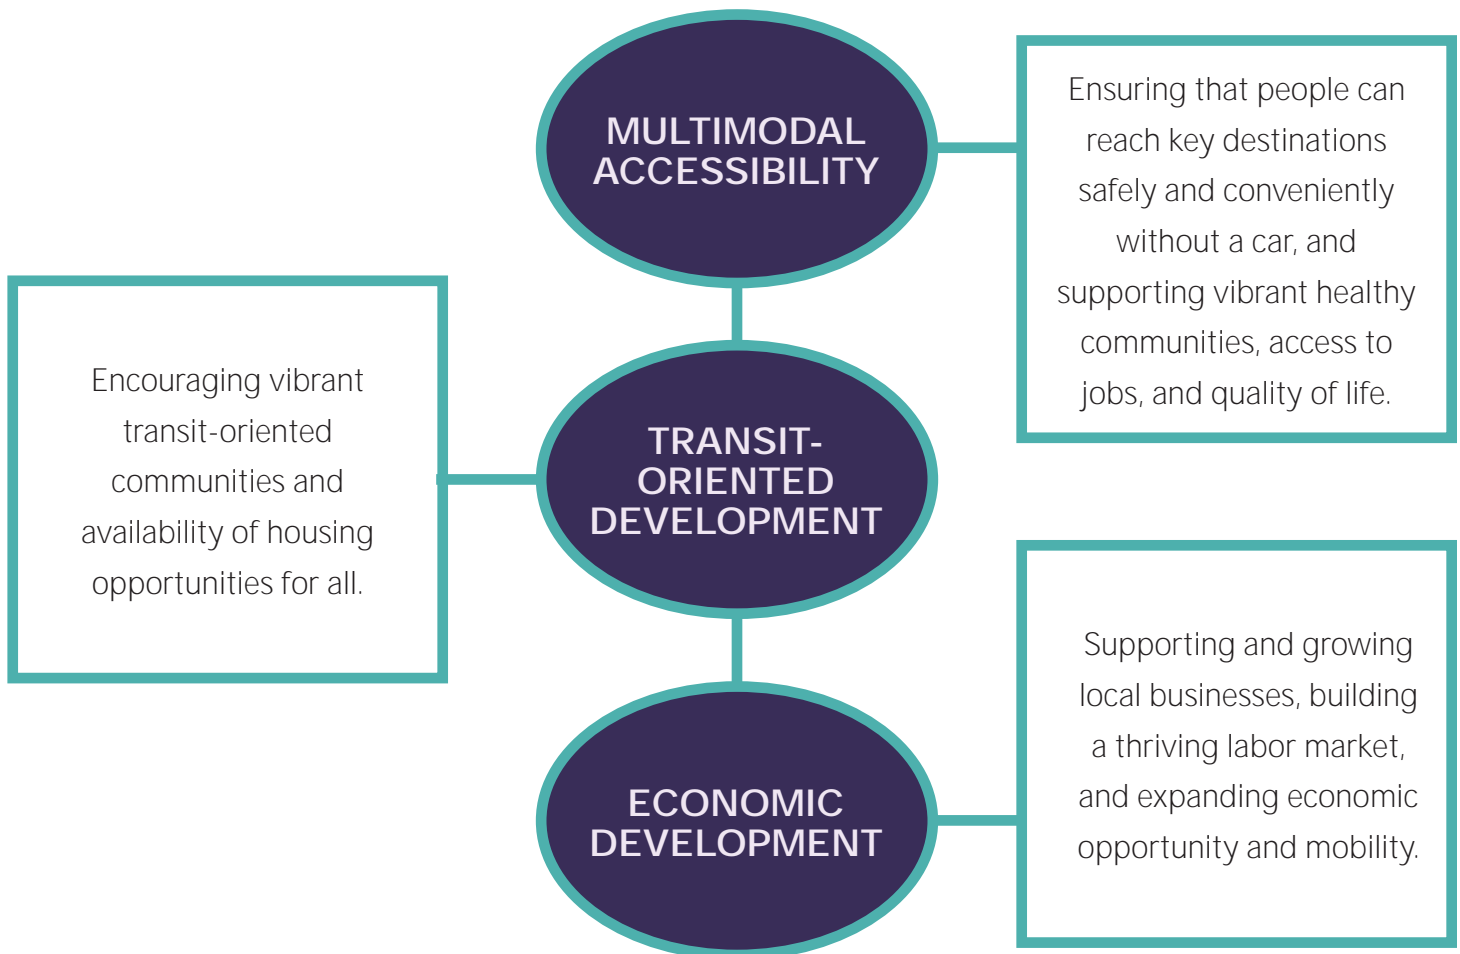 MULTIMODAL
ACCESSIBILITY
Ensuring that people can
reach key destinations
safely and conveniently
without a car, and
supporting vibrant healthy
communities, access to
jobs, and quality of life.
Encouraging vibrant
transit-oriented
communities and
availability of housing
opportunities for all.
TRANSIT-
ORIENTED
DEVELOPMENT
ECONOMIC
DEVELOPMENT
Supporting and growing
local businesses, building
a thriving labor market,
and expanding economic
opportunity and mobility.